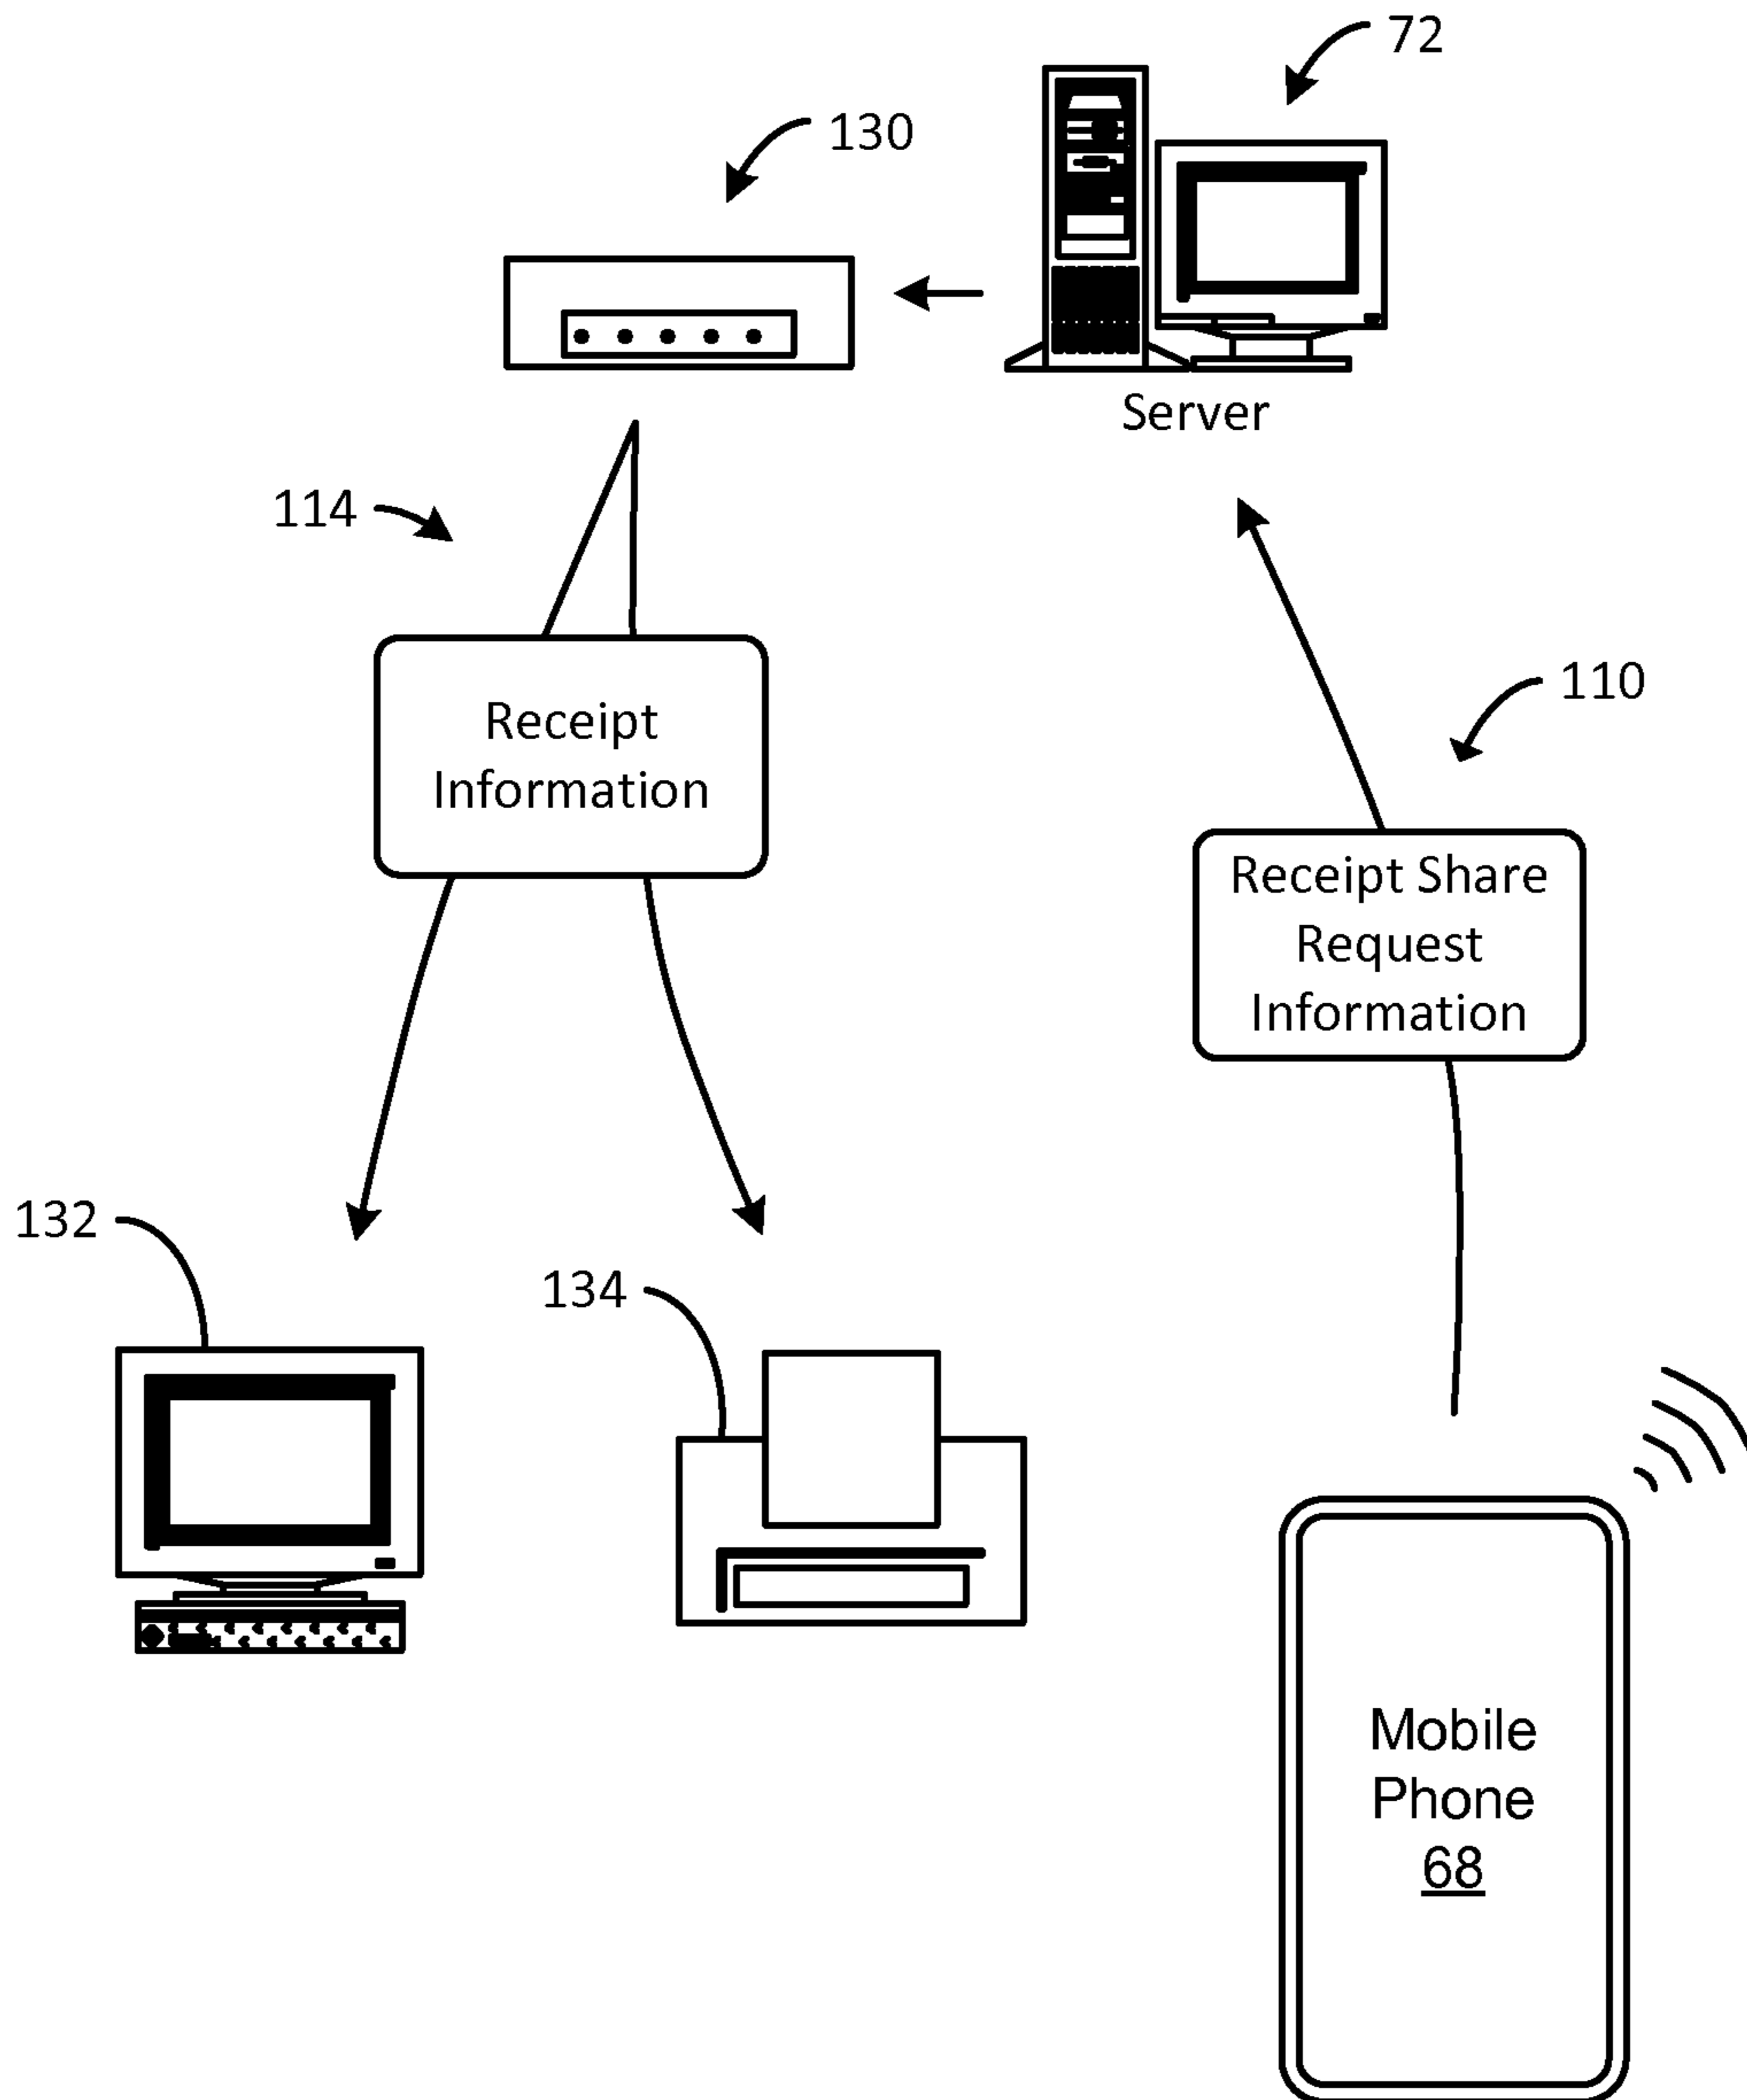 72
130
Server
114
110
Receipt
Information
Receipt Share
Request
Information
132
134
Mobile
Phone
68